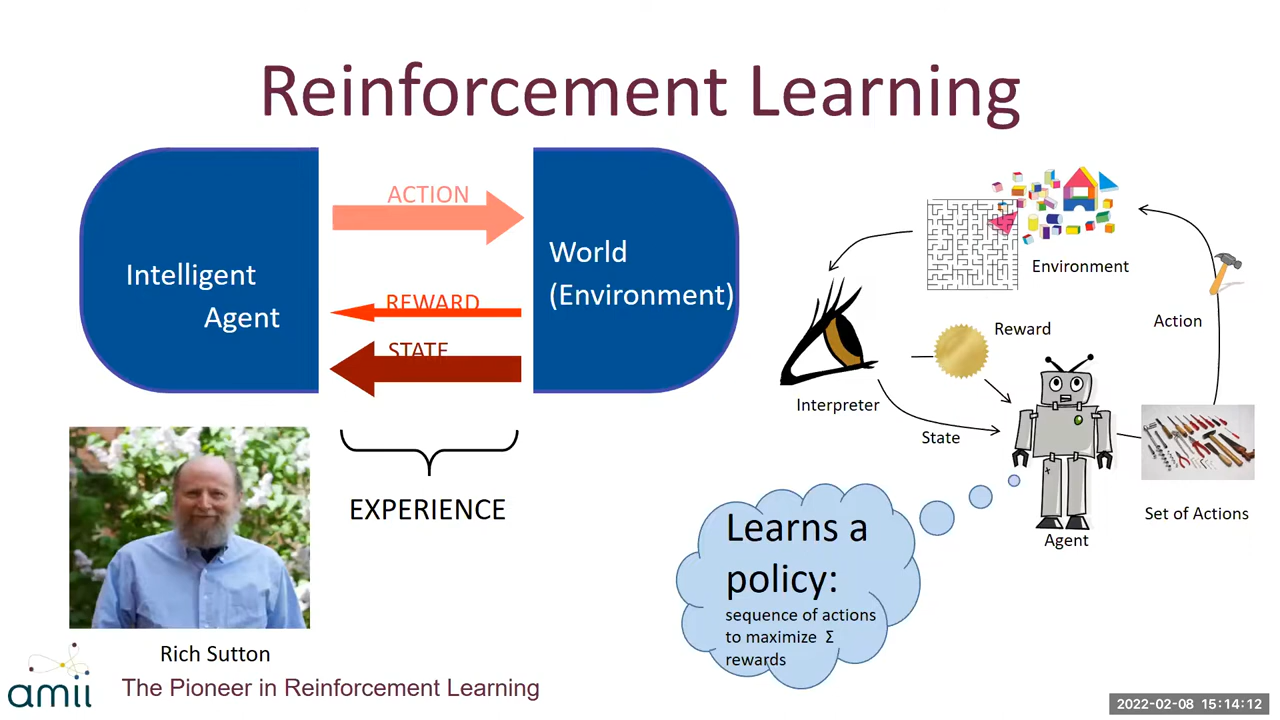 Reinforcement Learning
Intelligent
Agent
ACTION
REWARD
STATE
World
(Environment)
EXPERIENCE
Rich Sutton
The Pioneer in Reinforcement Learning
amii
Environment
Action
Reward
Interpreter
State
Agent
Set of Actions
Learns a
policy:
sequence of actions
to maximize Σ
rewards
2022-02-08 15:14:12